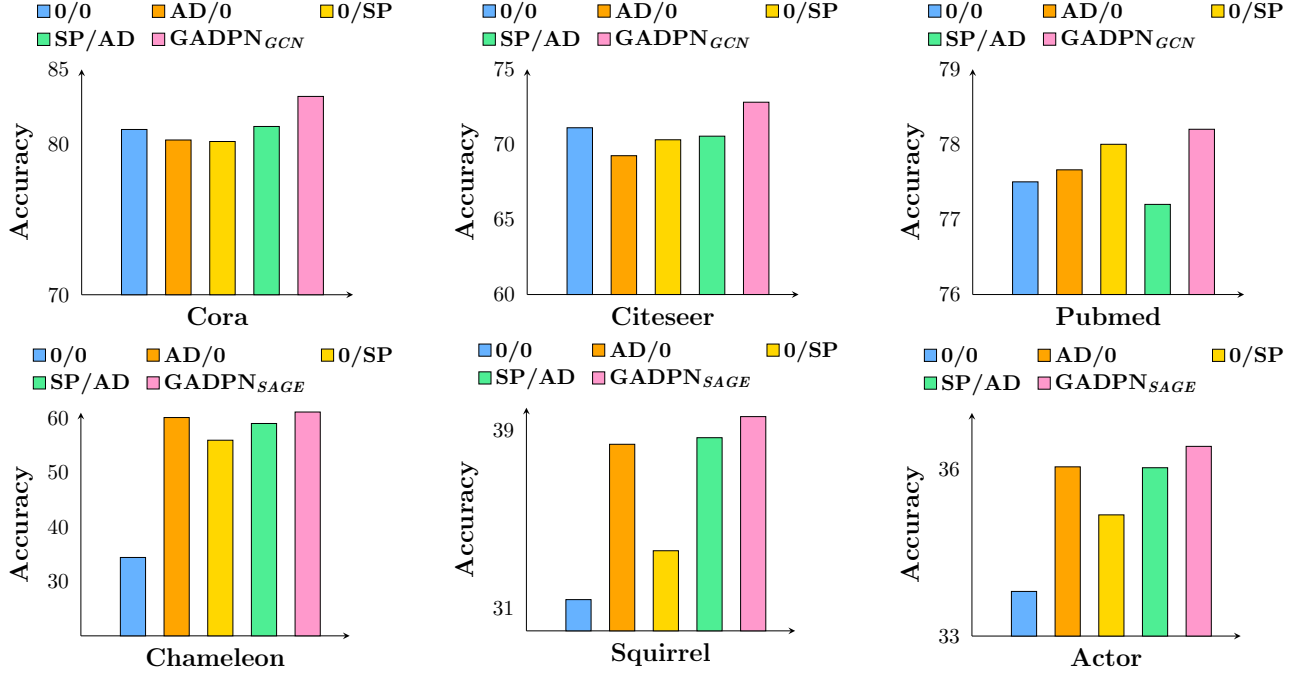 0/0 AD/0 0/SP
SP/AD GADPN_GCN
85
80
70
Accuracy
Cora
0/0 AD/0 0/SP
SP/AD GADPN_GCN
75
70
65
60
Accuracy
Citeseer
0/0 AD/0 0/SP
SP/AD GADPN_GCN
79
78
77
76
Accuracy
Pubmed
0/0 AD/0 0/SP
SP/AD GADPN_SAGE
60
50
40
30
Accuracy
Chameleon
0/0 AD/0 0/SP
SP/AD GADPN_SAGE
39
31
Accuracy
Squirrel
0/0 AD/0 0/SP
SP/AD GADPN_SAGE
36
33
Accuracy
Actor